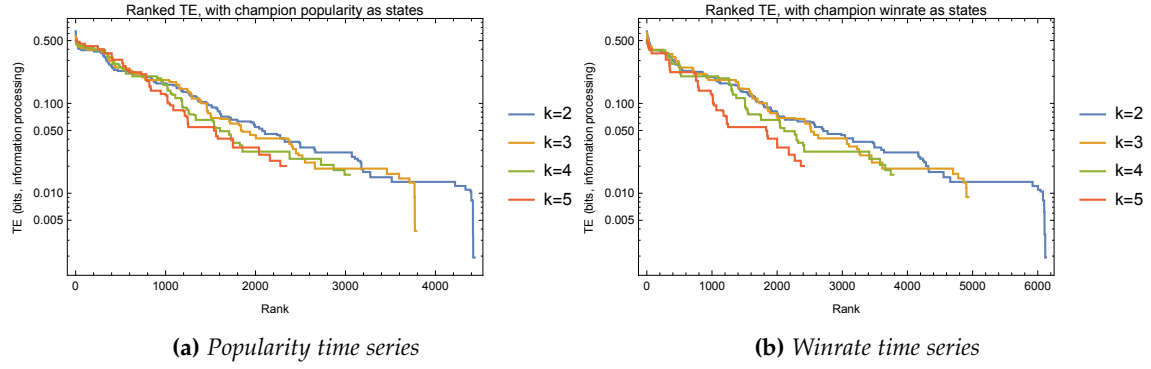 Ranked TE, with champion popularity as states
TE (bits, information processing)
0.500
0.100
0.050
0.010
0.005
0 1000 2000 3000 4000
Rank
k=2
k=3
k=4
k=5
(a) Popularity time series
Ranked TE, with champion winrate as states
TE (bits, information processing)
0.500
0.100
0.050
0.010
0.005
0 1000 2000 3000 4000 5000 6000
Rank
k=2
k=3
k=4
k=5
(b) Winrate time series